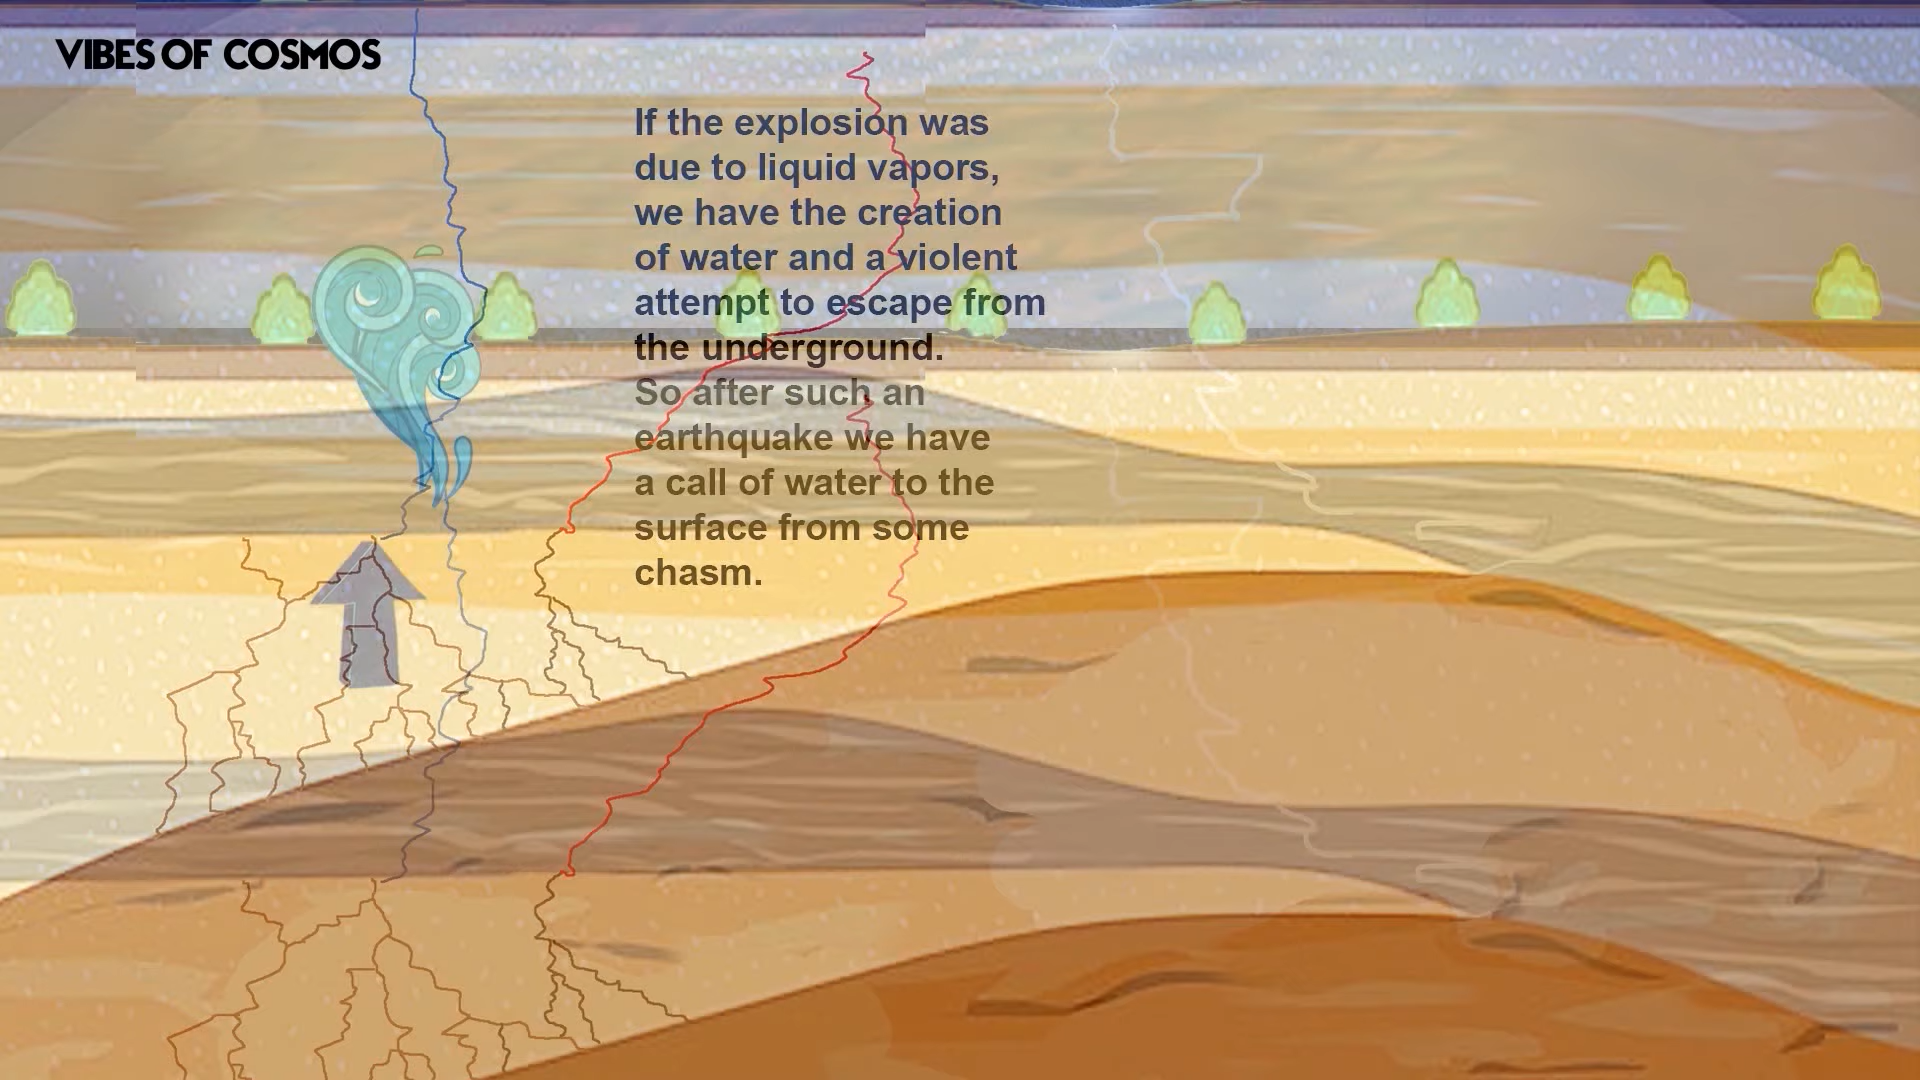 VIBES OF COSMOS
If the explosion was
due to liquid vapors,
we have the creation
of water and a violent
attempt to escape from
the underground.
So after such an
earthquake we have
a call of water to the
surface from some
chasm.